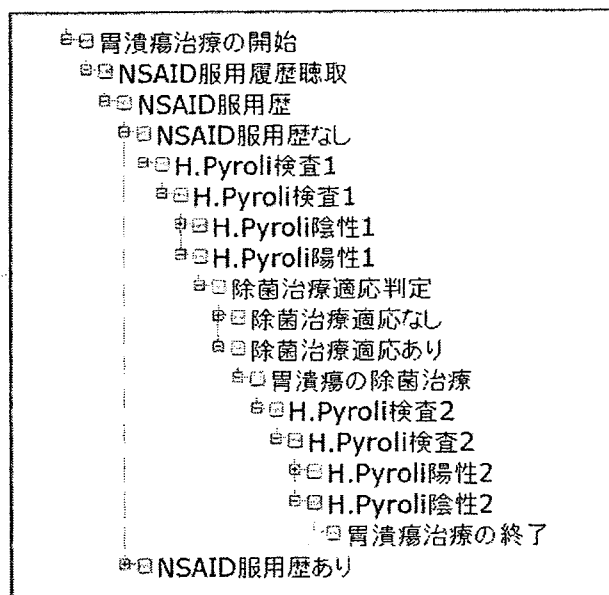 胃潰瘍治療の開始
NSAID服用履歴聴取
NSAID服用歴
NSAID服用歴なし
H.Pyroli検査1
H.Pyroli検査1
H.Pyroli陰性1
H.Pyroli陽性1
除菌治療適応判定
除菌治療適応なし
除菌治療適応あり
胃潰瘍の除菌治療
H.Pyroli検査2
H.Pyroli検査2
H.Pyroli陽性2
H.Pyroli陰性2
胃潰瘍治療の終了
NSAID服用歴あり